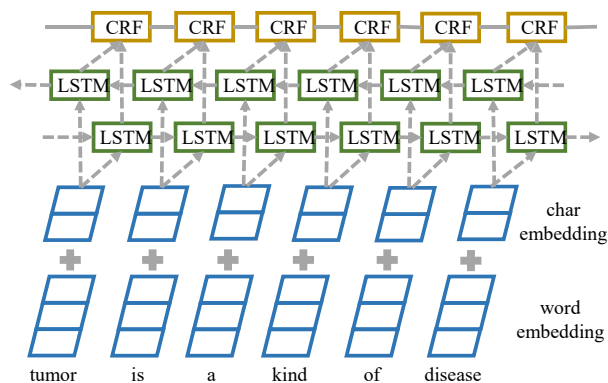 CRF CRF CRF CRF CRF CRF
LSTM LSTM LSTM LSTM LSTM LSTM
LSTM LSTM LSTM LSTM LSTM LSTM
char
embedding
word
embedding
tumor is a kind of disease